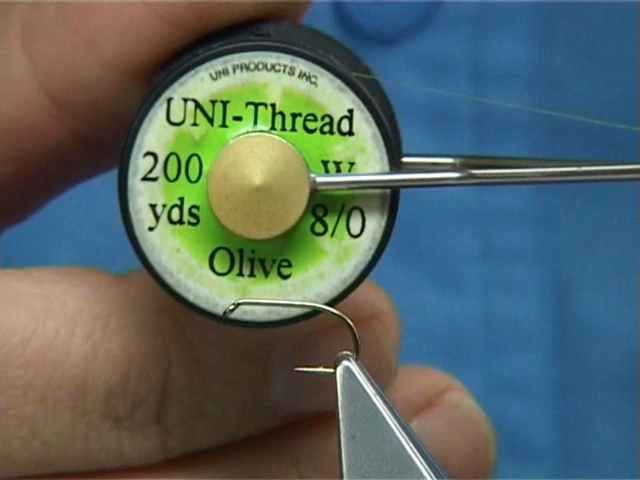 UNI PRODUCTS INC.
UNI-Thread
200 W
yds 8/0
Olive